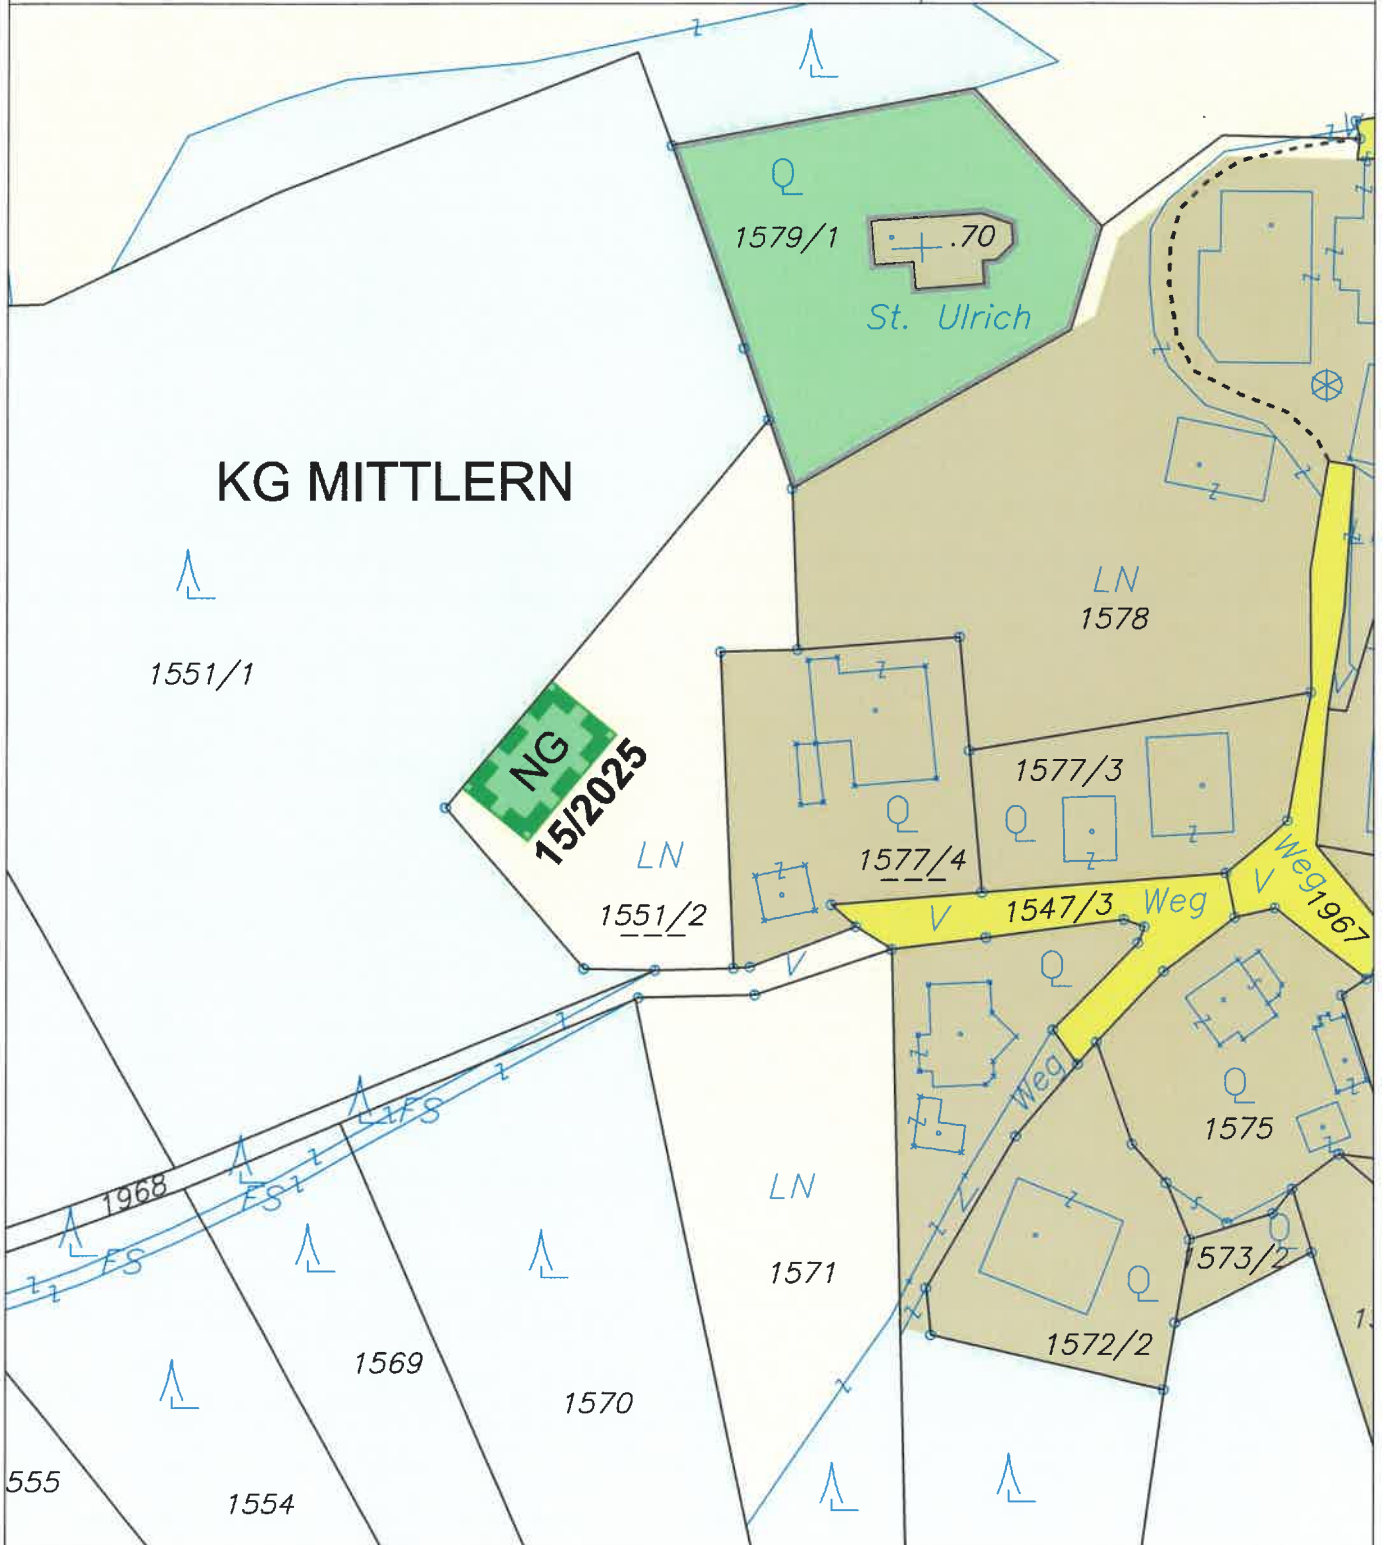 Q
1579/1
.70
St. Ulrich
KG MITTLERN
LN
1578
1551/1
NG
15/2025
1577/3
Q
Q
LN
1577/4
1551/2
V
1547/3
Weg
V
Weg
1967
V
Q
Weg
Q
1575
FS
1968
FS
FS
LN
V
1571
Q
1573/2
Q
1572/2
1569
1570
555
1554